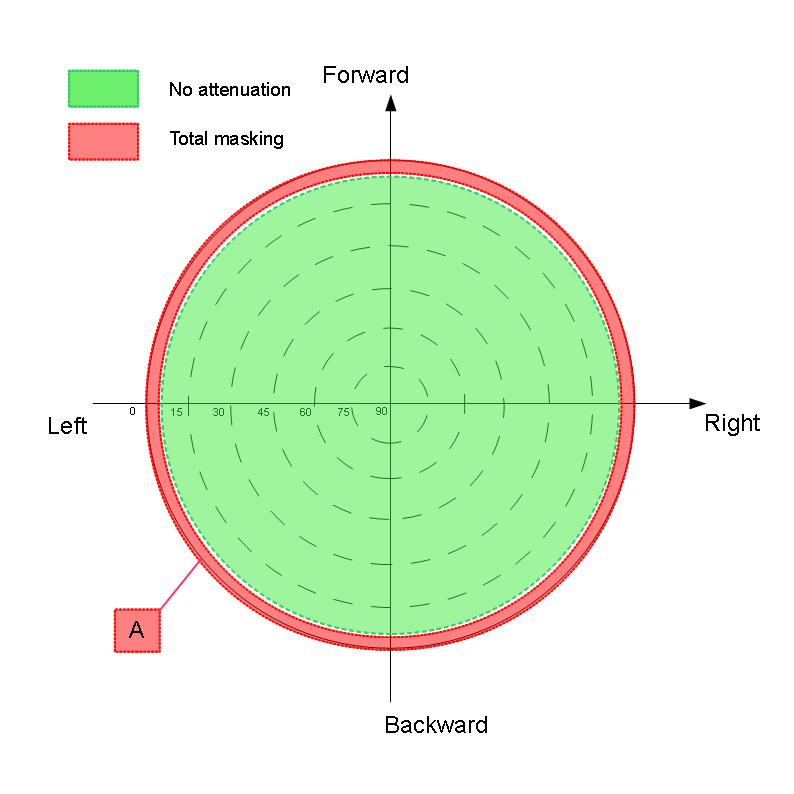 Forward
No attenuation
Total masking
0 15 30 45 60 75 90
Left
Right
A
Backward